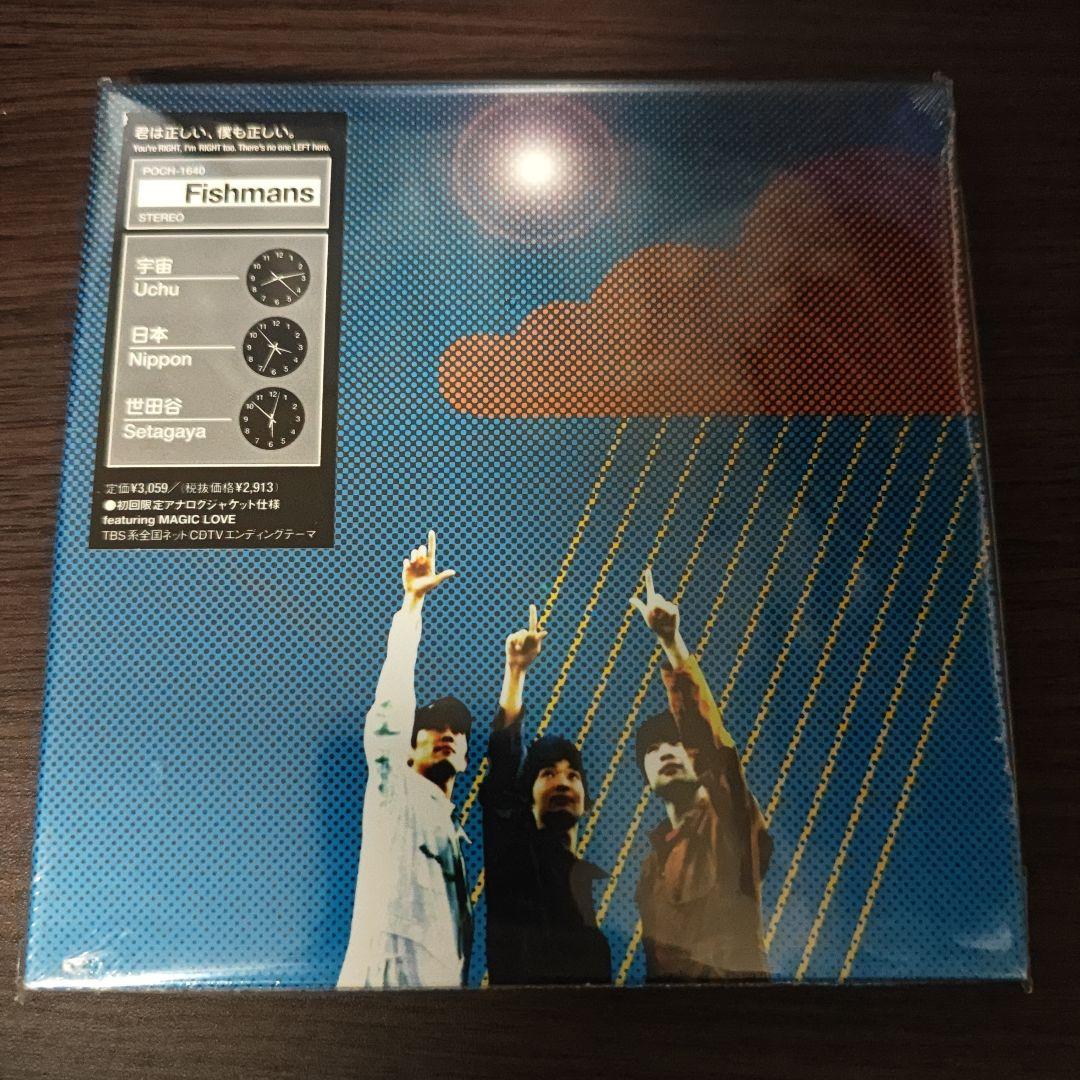 君は正しい、僕も正しい。
You're RIGHT, I'm RIGHT too. There's no one LEFT here.
POCH-1640
Fishmans
STEREO
宇宙
Uchu
日本
Nippon
世田谷
Setagaya
定価¥3,059/(税抜価格¥2,913)
●初回限定アナログジャケット仕様
featuring MAGIC LOVE
TBS系全国ネットCDTVエンディングテーマ